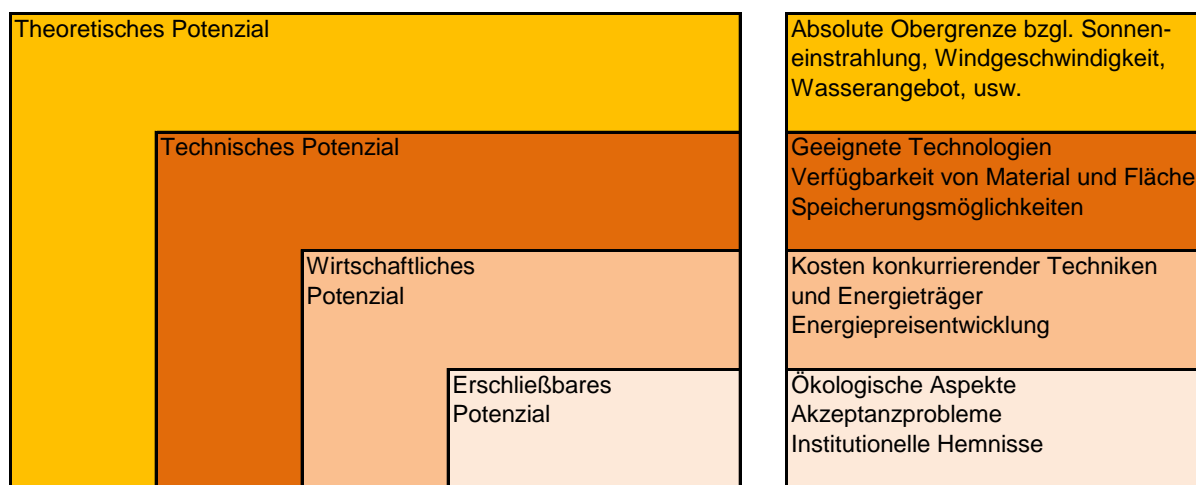 Theoretisches Potenzial
Absolute Obergrenze bzgl. Sonnen-
einstrahlung, Windgeschwindigkeit,
Wasserangebot, usw.
Technisches Potenzial
Geeignete Technologien
Verfügbarkeit von Material und Fläche
Speicherungsmöglichkeiten
Wirtschaftliches
Potenzial
Kosten konkurrierender Techniken
und Energieträger
Energiepreisentwicklung
Erschließbares
Potenzial
Ökologische Aspekte
Akzeptanzprobleme
Institutionelle Hemnisse